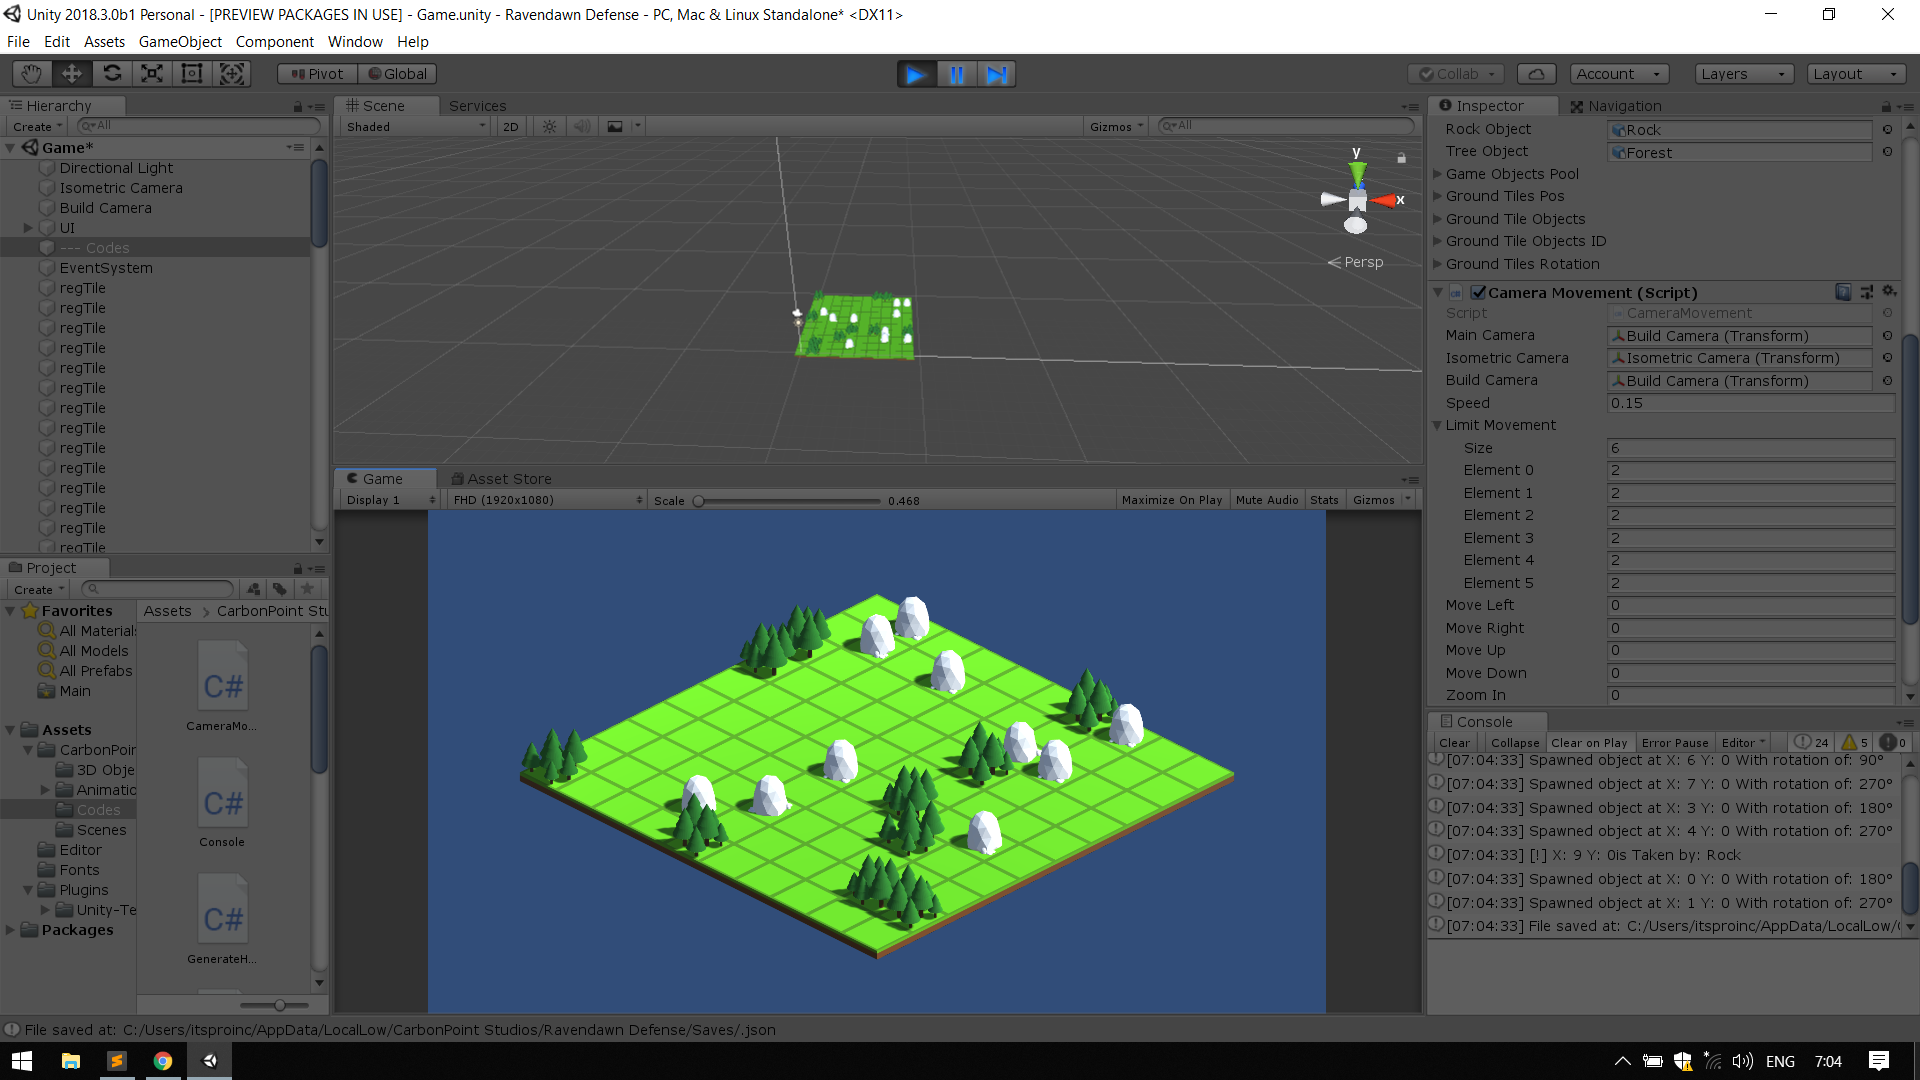 Unity 2018.3.0b1 Personal - [PREVIEW PACKAGES IN USE] - Game.unity - Ravendawn Defense - PC, Mac & Linux Standalone* <DX11>
File Edit Assets GameObject Component Window Help
Pivot Global
Collab Account Layers Layout
Hierarchy
Create All
Game*
Directional Light
Isometric Camera
Build Camera
UI
--- Codes
EventSystem
regTile
regTile
regTile
regTile
regTile
regTile
regTile
regTile
regTile
regTile
regTile
regTile
regTile
regTile
Scene Services
Shaded 2D Gizmos All
y
x
Persp
Game Asset Store
Display 1 FHD (1920x1080) Scale 0.468 Maximize On Play Mute Audio Stats Gizmos
Project
Create
Favorites
All Materials
All Models
All Prefabs
Main
Assets
CarbonPoin
3D Obje
Animatic
Codes
Scenes
Editor
Fonts
Plugins
Unity-Te
Packages
Assets > CarbonPoint Stu
C#
CameraMo...
C#
Console
C#
GenerateH...
Inspector Navigation
Rock Object Rock
Tree Object Forest
Game Objects Pool
Ground Tiles Pos
Ground Tile Objects
Ground Tile Objects ID
Ground Tiles Rotation
Camera Movement (Script)
Script CameraMovement
Main Camera Build Camera (Transform)
Isometric Camera Isometric Camera (Transform)
Build Camera Build Camera (Transform)
Speed 0.15
Limit Movement
Size 6
Element 0 2
Element 1 2
Element 2 2
Element 3 2
Element 4 2
Element 5 2
Move Left 0
Move Right 0
Move Up 0
Move Down 0
Zoom In 0
Console
Clear Collapse Clear on Play Error Pause Editor 24 5 0
[07:04:33] Spawned object at X: 6 Y: 0 With rotation of: 90°
[07:04:33] Spawned object at X: 7 Y: 0 With rotation of: 270°
[07:04:33] Spawned object at X: 3 Y: 0 With rotation of: 180°
[07:04:33] Spawned object at X: 4 Y: 0 With rotation of: 270°
[07:04:33] [!] X: 9 Y: 0is Taken by: Rock
[07:04:33] Spawned object at X: 0 Y: 0 With rotation of: 180°
[07:04:33] Spawned object at X: 1 Y: 0 With rotation of: 270°
[07:04:33] File saved at: C:/Users/itsproinc/AppData/LocalLow/
File saved at: C:/Users/itsproinc/AppData/LocalLow/CarbonPoint Studios/Ravendawn Defense/Saves/.json
ENG 7:04